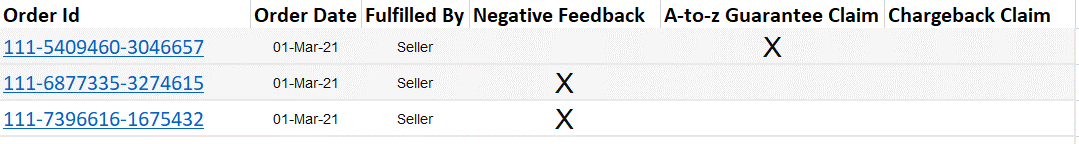 Order Id Order Date Fulfilled By Negative Feedback A-to-z Guarantee Claim Chargeback Claim
111-5409460-3046657 01-Mar-21 Seller X
111-6877335-3274615 01-Mar-21 Seller X
111-7396616-1675432 01-Mar-21 Seller X